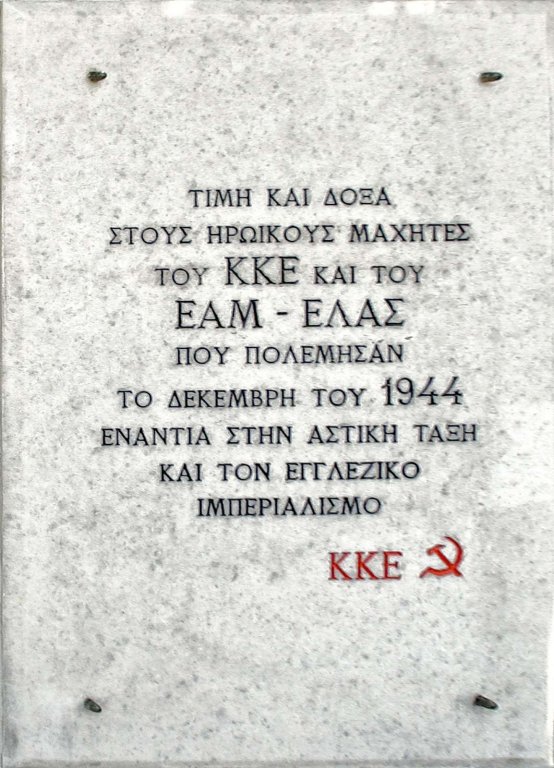 ΤΙΜΗ ΚΑΙ ΔΟΞΑ
ΣΤΟΥΣ ΗΡΩΙΚΟΥΣ ΜΑΧΗΤΕΣ
ΤΟΥ ΚΚΕ ΚΑΙ ΤΟΥ
ΕΑΜ - ΕΛΑΣ
ΠΟΥ ΠΟΛΕΜΗΣΑΝ
ΤΟ ΔΕΚΕΜΒΡΗ ΤΟΥ 1944
ΕΝΑΝΤΙΑ ΣΤΗΝ ΑΣΤΙΚΗ ΤΑΞΗ
ΚΑΙ ΤΟΝ ΕΓΓΛΕΖΙΚΟ
ΙΜΠΕΡΙΑΛΙΣΜΟ
ΚΚΕ